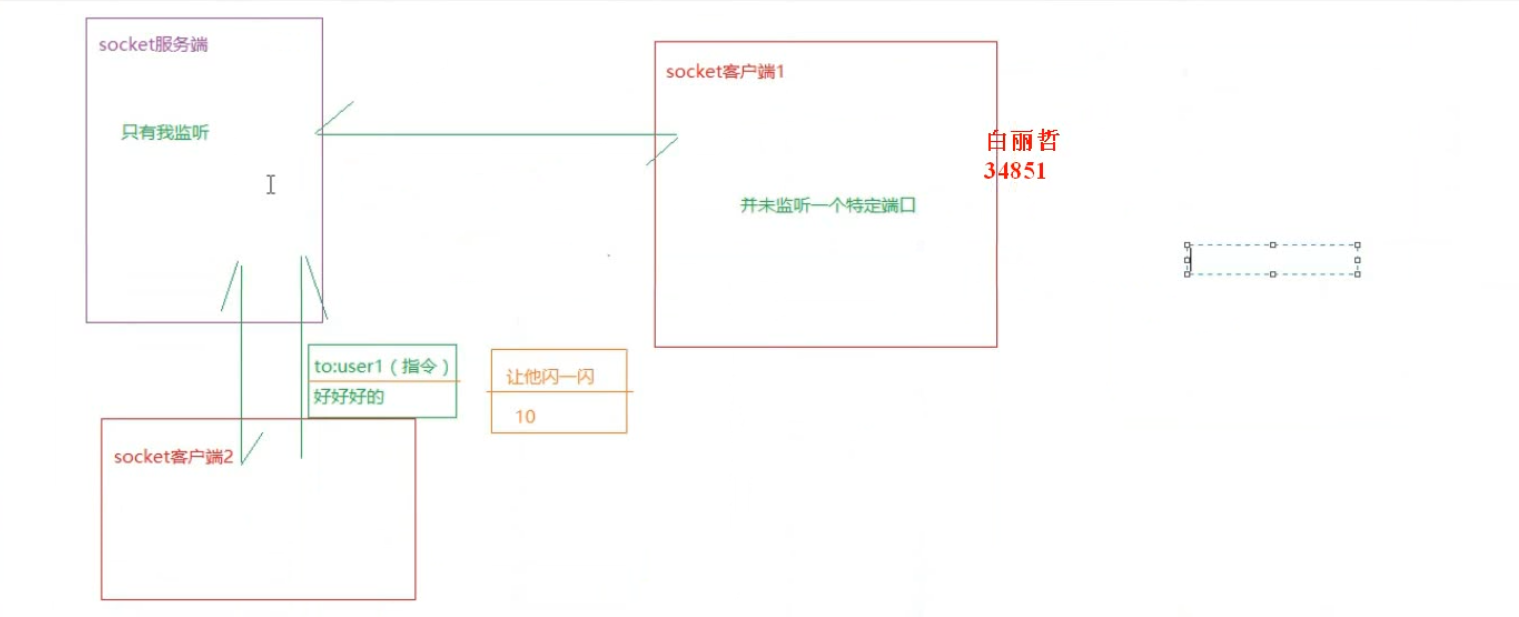 socket服务端
只有我监听
socket客户端1
白丽哲
34851
并未监听一个特定端口
to:user1（指令）
好好好的
让他闪一闪
10
socket客户端2